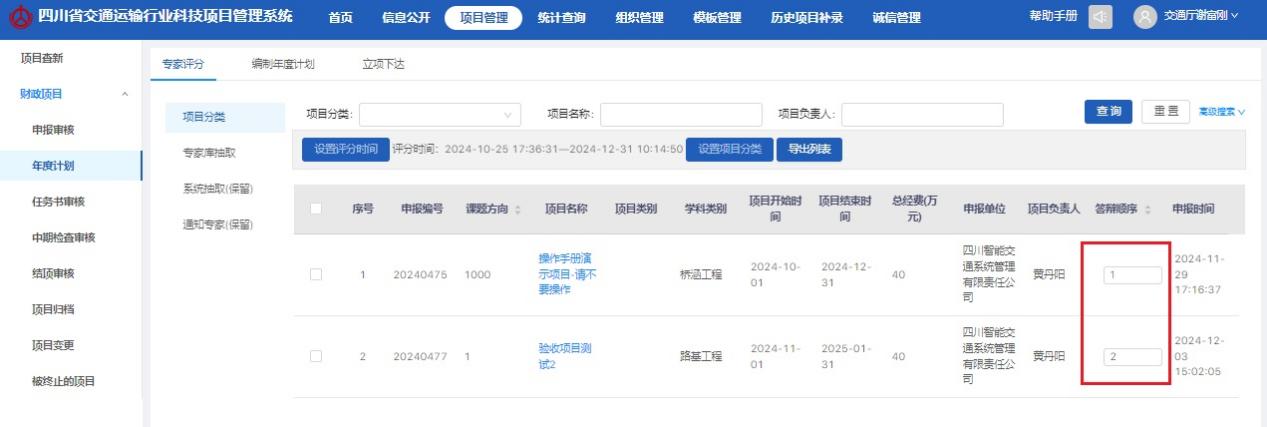 四川省交通运输行业科技项目管理系统 首页 信息公开 项目管理 统计查询 组织管理 模板管理 历史项目补录 诚信管理 帮助手册 交通厅谢富刚
项目查新
财政项目
申报审核
年度计划
任务书审核
中期检查审核
结项审核
项目归档
项目变更
被终止的项目
专家评分 编制年度计划 立项下达
项目分类
专家库抽取
系统抽取(保留)
通知专家(保留)
项目分类: 项目名称: 项目负责人: 查询 重置 高级搜索
设置评分时间 评分时间: 2024-10-25 17:36:31—2024-12-31 10:14:50 设置项目分类 导出列表
序号 申报编号 课题方向 项目名称 项目类别 学科类别 项目开始时间 项目结束时间 总经费(万元) 申报单位 项目负责人 答辩顺序 申报时间
1 20240475 1000 操作手册演示项目-请不要操作 桥涵工程 2024-10-01 2024-12-31 40 四川智能交通系统管理有限责任公司 黄丹阳 1 2024-11-29 17:16:37
2 20240477 1 验收项目测试2 路基工程 2024-11-01 2025-01-31 40 四川智能交通系统管理有限责任公司 黄丹阳 2 2024-12-03 15:02:05